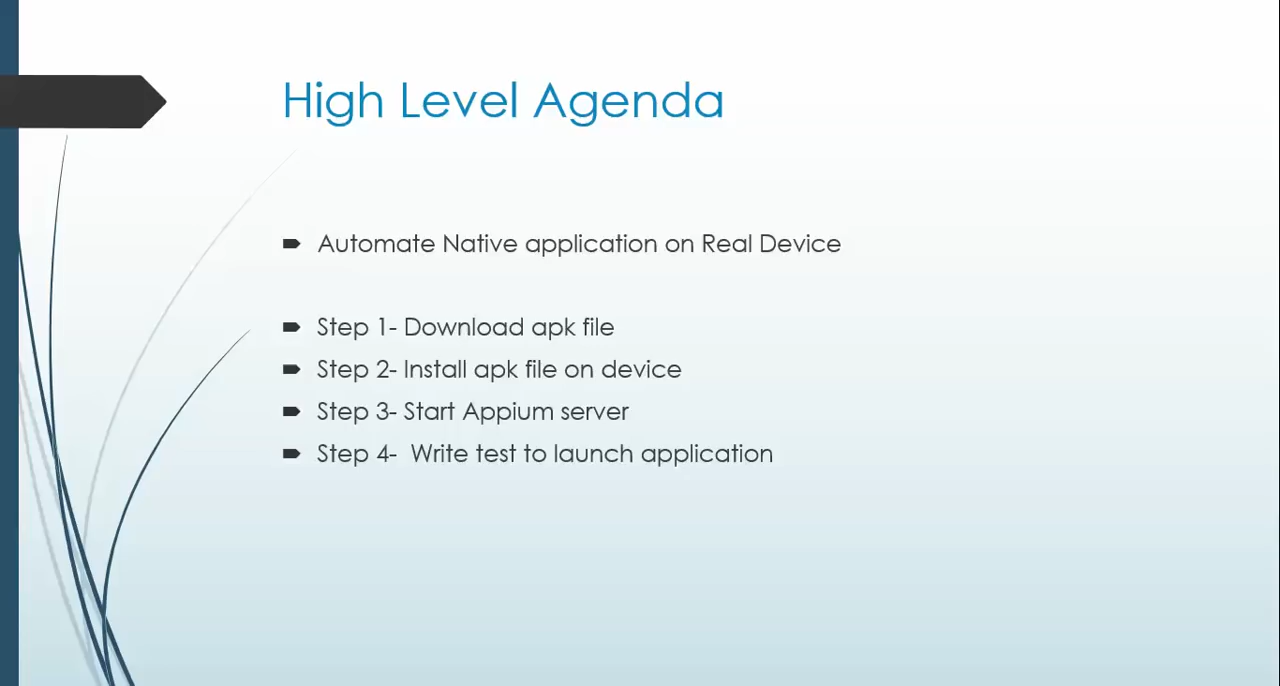 High Level Agenda
Automate Native application on Real Device
Step 1- Download apk file
Step 2- Install apk file on device
Step 3- Start Appium server
Step 4-  Write test to launch application